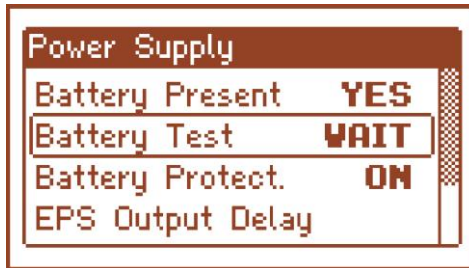 Power Supply
Battery Present YES
Battery Test WAIT
Battery Protect. ON
EPS Output Delay